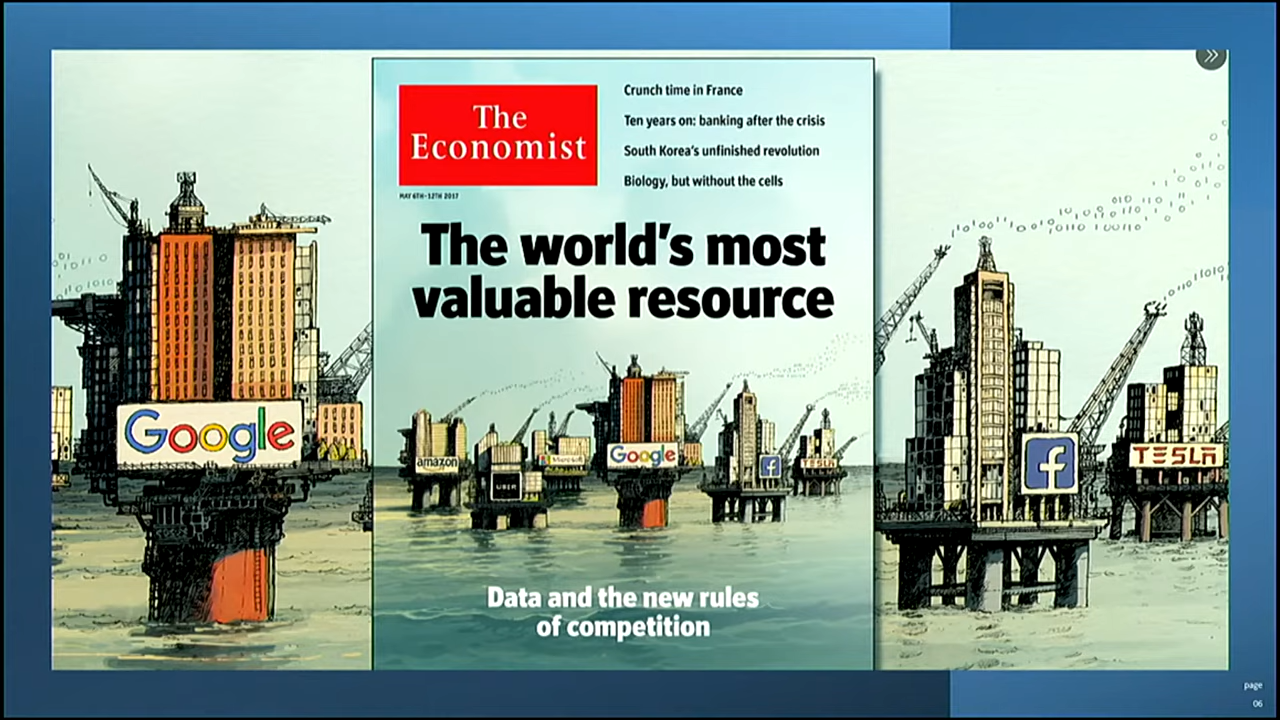 The
Economist
MAY 6TH–12TH 2017
Crunch time in France
Ten years on: banking after the crisis
South Korea's unfinished revolution
Biology, but without the cells
The world's most
valuable resource
amazon
UBER
Microsoft
Google
f
TESLA
Data and the new rules
of competition
Google
f
TESLA
page
06